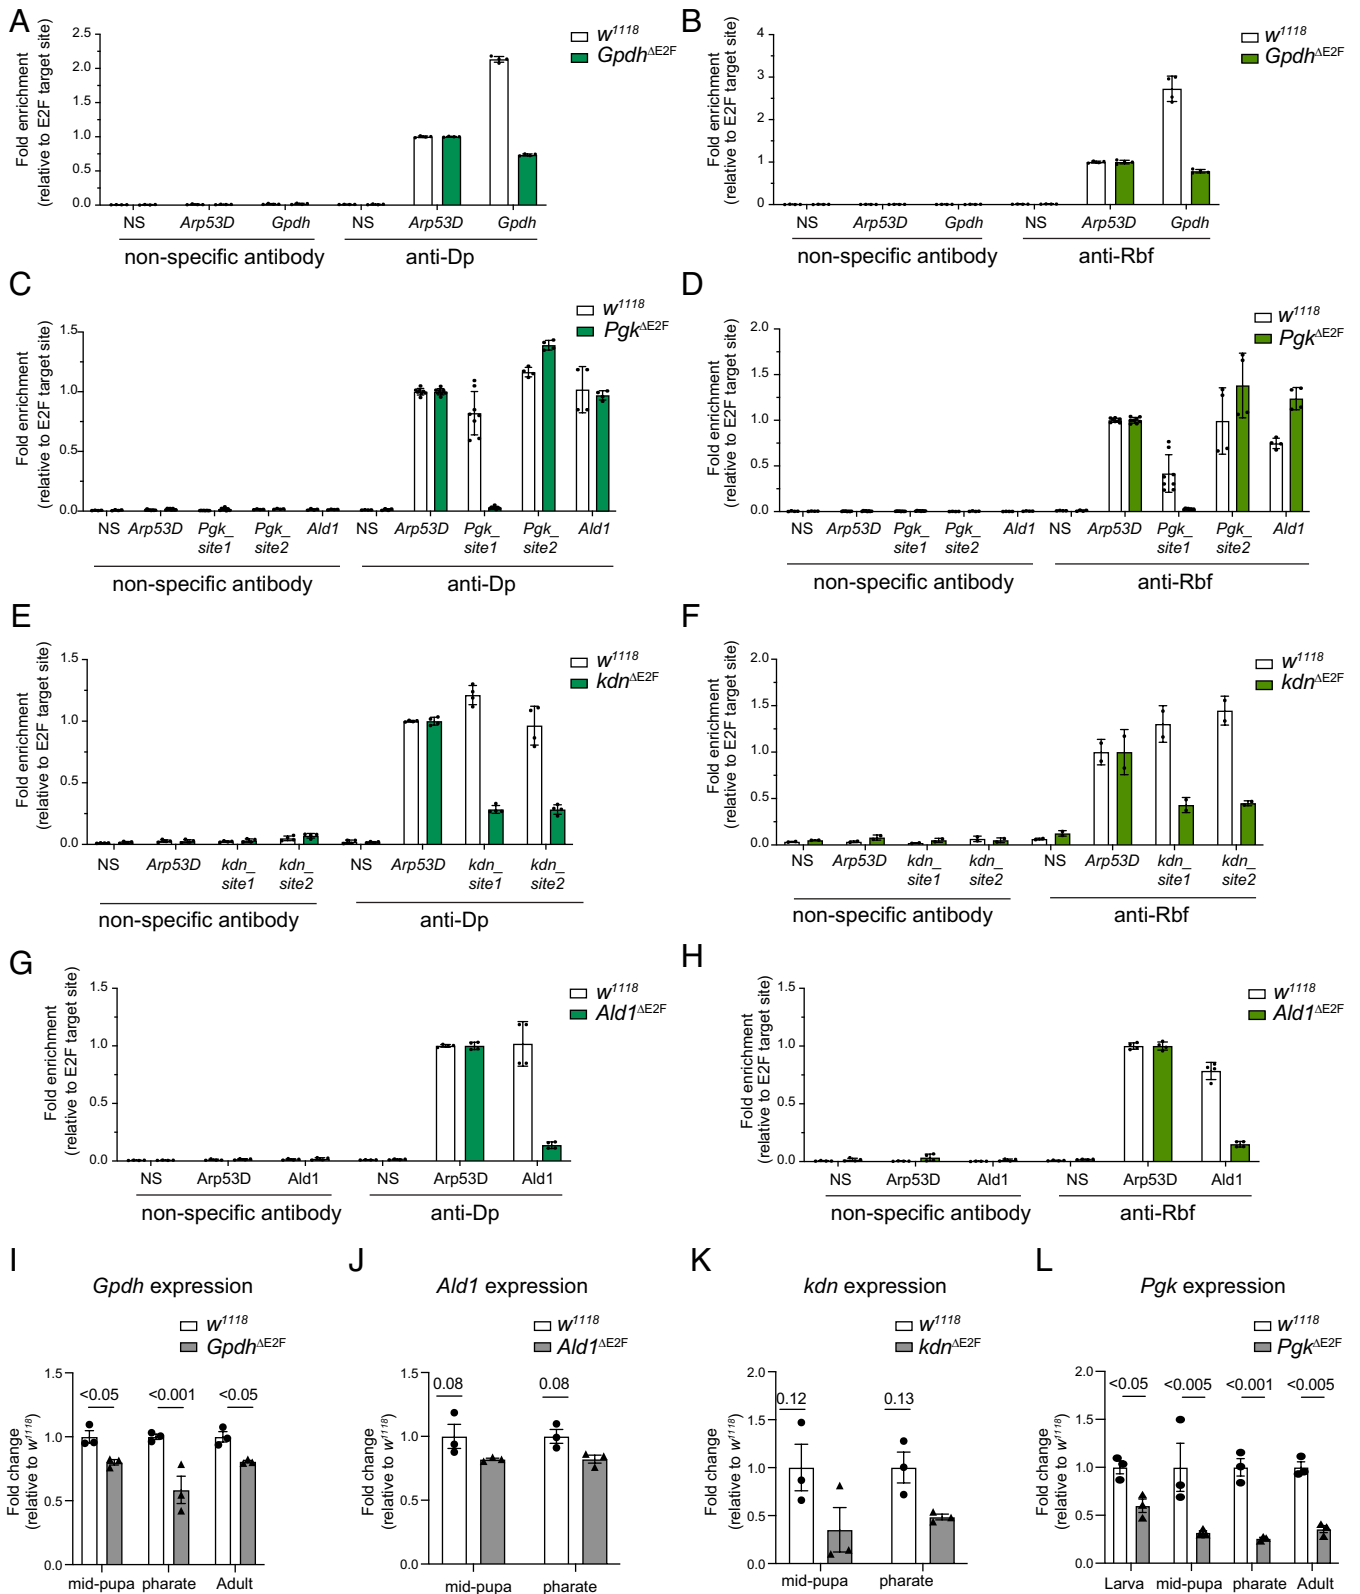 A
w1118
GpdhΔE2F
Fold enrichment
(relative to E2F target site)
2.5
2.0
1.5
1.0
0.5
0.0
NS Arp53D Gpdh NS Arp53D Gpdh
non-specific antibody anti-Dp
B
w1118
GpdhΔE2F
Fold enrichment
(relative to E2F target site)
4
3
2
1
0
NS Arp53D Gpdh NS Arp53D Gpdh
non-specific antibody anti-Rbf
C
w1118
PgkΔE2F
Fold enrichment
(relative to E2F target site)
1.5
1.0
0.5
0.0
NS Arp53D Pgk_ Pgk_ Ald1 NS Arp53D Pgk_ Pgk_ Ald1
site1 site2 site1 site2
non-specific antibody anti-Dp
D
w1118
PgkΔE2F
Fold enrichment
(relative to E2F target site)
2.0
1.5
1.0
0.5
0.0
NS Arp53D Pgk_ Pgk_ Ald1 NS Arp53D Pgk_ Pgk_ Ald1
site1 site2 site1 site2
non-specific antibody anti-Rbf
E
w1118
kdnΔE2F
Fold enrichment
(relative to E2F target site)
1.5
1.0
0.5
0.0
NS Arp53D kdn_ kdn_ NS Arp53D kdn_ kdn_
site1 site2 site1 site2
non-specific antibody anti-Dp
F
w1118
kdnΔE2F
Fold enrichment
(relative to E2F target site)
2.0
1.5
1.0
0.5
0.0
NS Arp53D kdn_ kdn_ NS Arp53D kdn_ kdn_
site1 site2 site1 site2
non-specific antibody anti-Rbf
G
w1118
Ald1ΔE2F
Fold enrichment
(relative to E2F target site)
1.5
1.0
0.5
0.0
NS Arp53D Ald1 NS Arp53D Ald1
non-specific antibody anti-Dp
H
w1118
Ald1ΔE2F
Fold enrichment
(relative to E2F target site)
1.5
1.0
0.5
0.0
NS Arp53D Ald1 NS Arp53D Ald1
non-specific antibody anti-Rbf
I
Gpdh expression
w1118
GpdhΔE2F
Fold change
(relative to w1118)
1.5
1.0
0.5
0.0
<0.05 <0.001 <0.05
mid-pupa pharate Adult
J
Ald1 expression
w1118
Ald1ΔE2F
Fold change
(relative to w1118)
1.5
1.0
0.5
0.0
0.08 0.08
mid-pupa pharate
K
kdn expression
w1118
kdnΔE2F
Fold change
(relative to w1118)
2.0
1.5
1.0
0.5
0.0
0.12 0.13
mid-pupa pharate
L
Pgk expression
w1118
PgkΔE2F
Fold change
(relative to w1118)
2.0
1.5
1.0
0.5
0.0
<0.05 <0.005 <0.001 <0.005
Larva mid-pupa pharate Adult